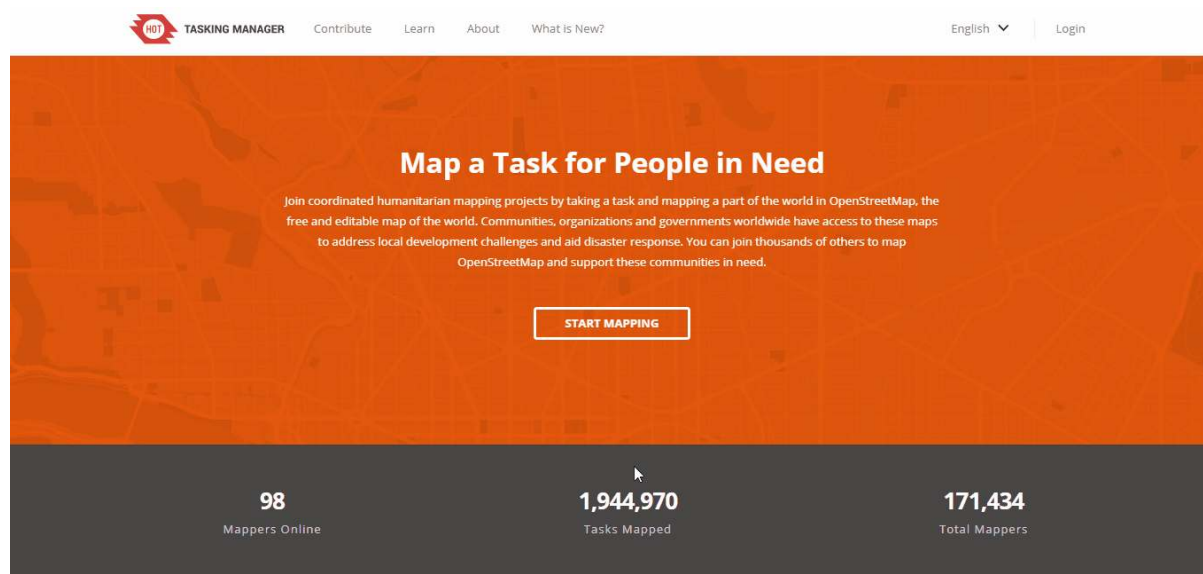 HOT TASKING MANAGER Contribute Learn About What is New? English Login
Map a Task for People in Need
Join coordinated humanitarian mapping projects by taking a task and mapping a part of the world in OpenStreetMap, the
free and editable map of the world. Communities, organizations and governments worldwide have access to these maps
to address local development challenges and aid disaster response. You can join thousands of others to map
OpenStreetMap and support these communities in need.
START MAPPING
98 1,944,970 171,434
Mappers Online Tasks Mapped Total Mappers